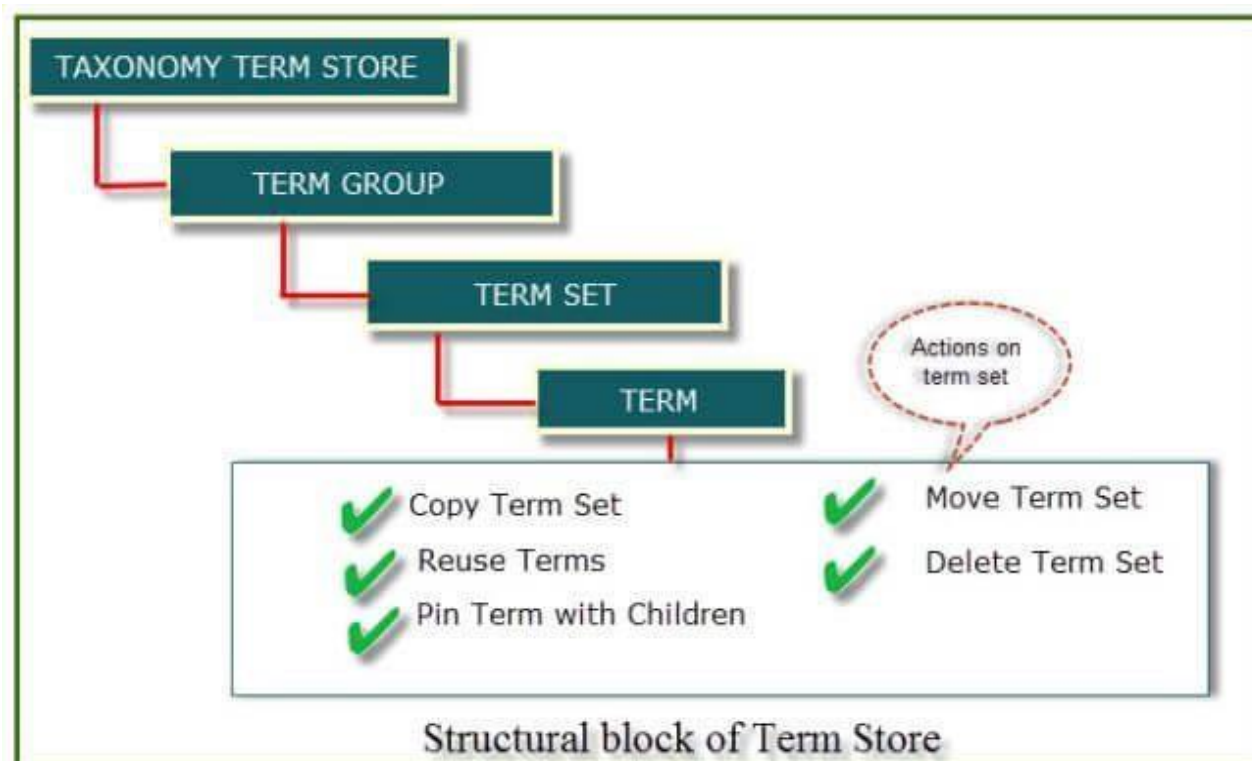 TAXONOMY TERM STORE
TERM GROUP
TERM SET
TERM
Actions on
term set
Copy Term Set
Reuse Terms
Pin Term with Children
Move Term Set
Delete Term Set
Structural block of Term Store